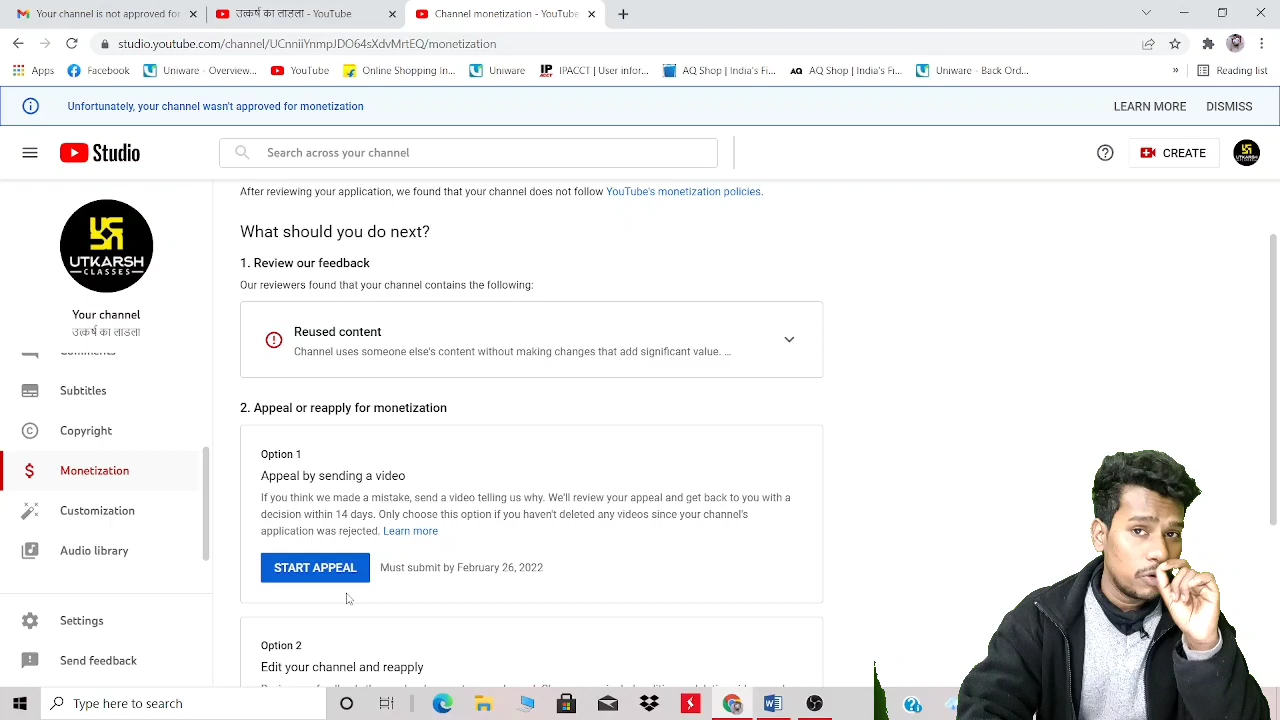 Your channel is not approved for
उत्कर्ष का लाडला - YouTube
Channel monetization - YouTube
studio.youtube.com/channel/UCnniiYnmpJDO64sXdvMrtEQ/monetization
Apps
Facebook
Uniware - Overview...
YouTube
Online Shopping In...
Uniware
IPACCT | User infor...
AQ Shop | India's Fi...
AQ Shop | India's Fi...
Uniware - Back Ord...
»
Reading list
Unfortunately, your channel wasn't approved for monetization
LEARN MORE
DISMISS
Studio
Search across your channel
CREATE
UTKARSH
CLASSES
Your channel
उत्कर्ष का लाडला
Comments
Subtitles
Copyright
Monetization
Customization
Audio library
Settings
Send feedback
After reviewing your application, we found that your channel does not follow YouTube's monetization policies.
What should you do next?
1. Review our feedback
Our reviewers found that your channel contains the following:
Reused content
Channel uses someone else's content without making changes that add significant value. ...
2. Appeal or reapply for monetization
Option 1
Appeal by sending a video
If you think we made a mistake, send a video telling us why. We'll review your appeal and get back to you with a
decision within 14 days. Only choose this option if you haven't deleted any videos since your channel's
application was rejected. Learn more
START APPEAL
Must submit by February 26, 2022
Option 2
Edit your channel and reapply
Type here to search